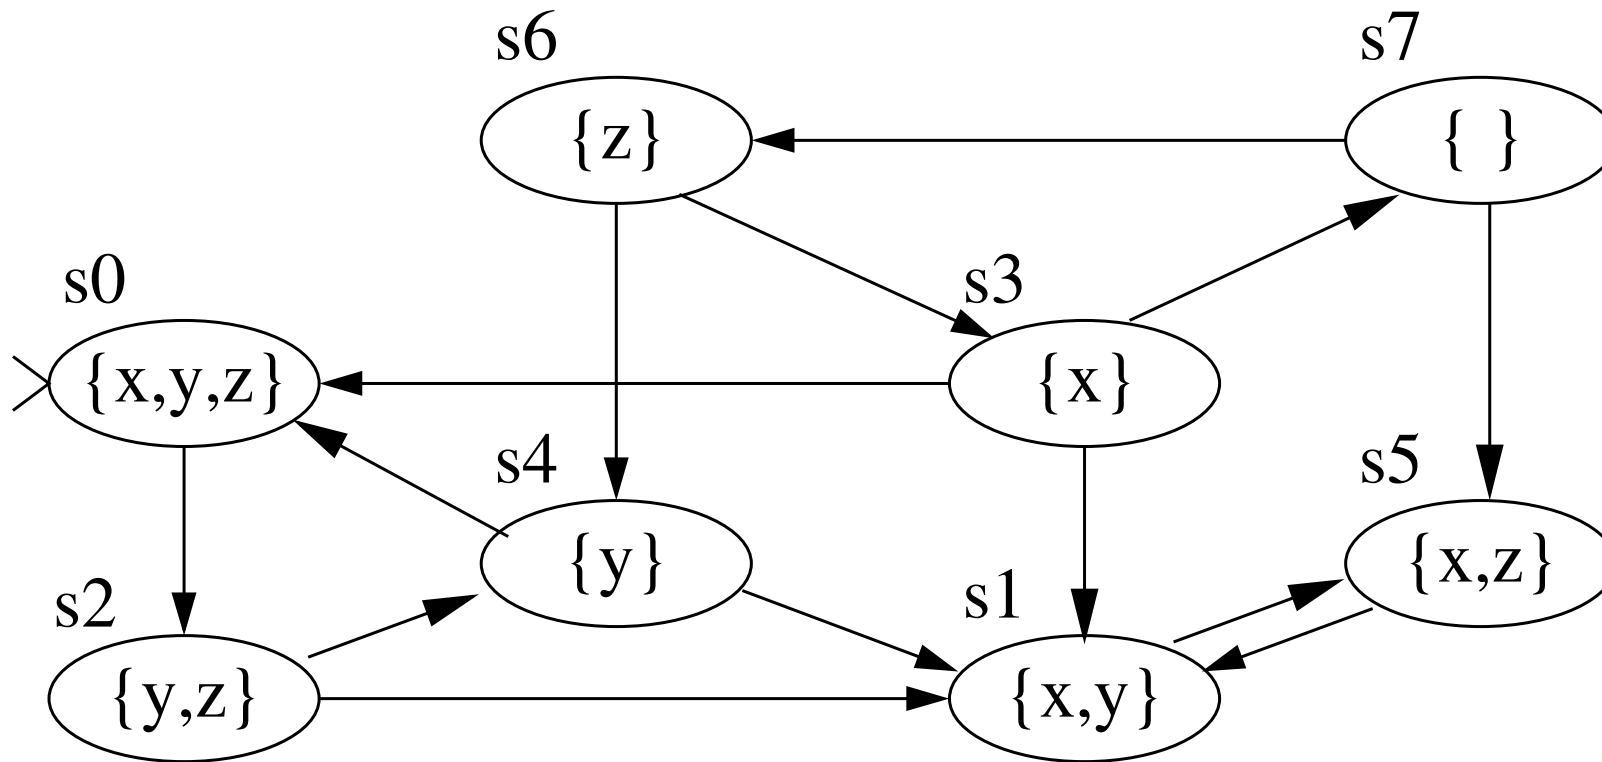 s6
s7
{z}
{ }
s0
s3
{x,y,z}
{x}
s4
s5
{y}
{x,z}
s2
s1
{y,z}
{x,y}